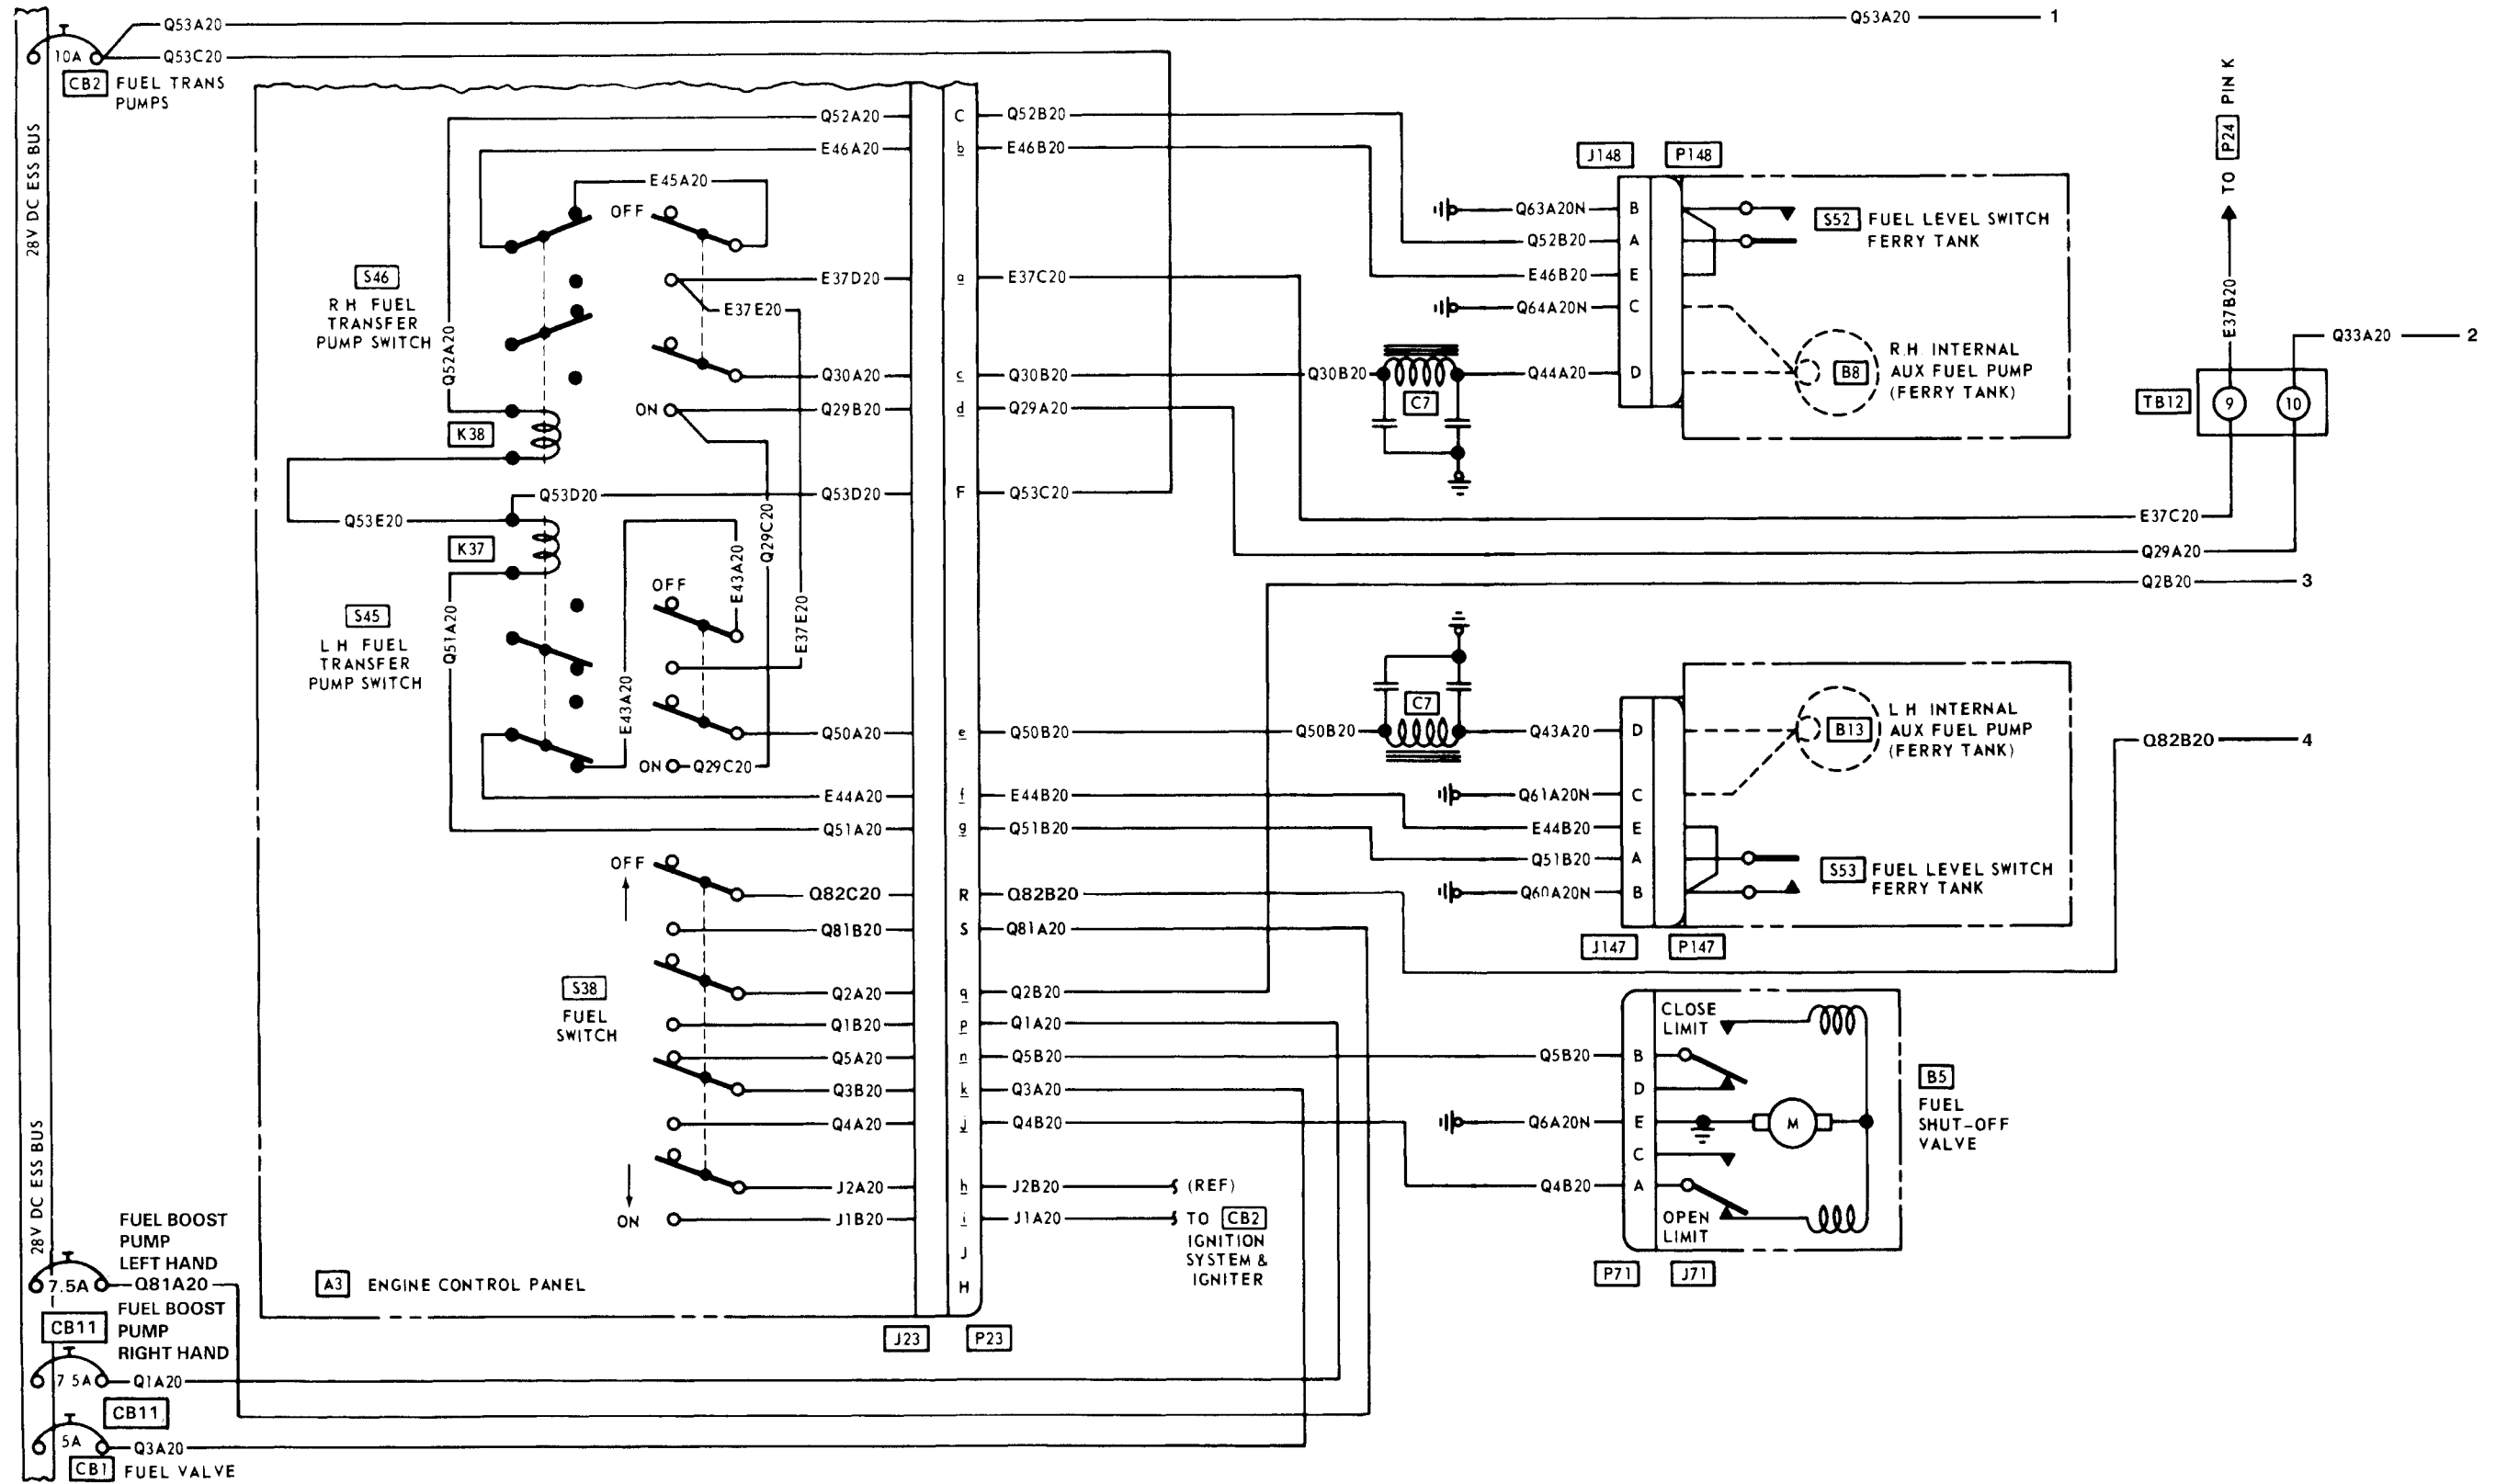 Q53A20
Q53A20
1
10A
Q53C20
CB2
FUEL TRANS
PUMPS
28V DC ESS BUS
Q52A20
C
Q52B20
E46A20
b
E46B20
E45A20
OFF
S46
R H FUEL
TRANSFER
PUMP SWITCH
E37D20
a
E37C20
E37E20
Q52A20
Q30A20
c
Q30B20
ON
Q29B20
d
Q29A20
K38
Q53D20
Q53D20
F
Q53C20
Q53E20
K37
Q29C20
E43A20
E37E20
OFF
S45
L H FUEL
TRANSFER
PUMP SWITCH
Q51A20
E43A20
Q50A20
e
Q50B20
ON
Q29C20
E44A20
f
E44B20
Q51A20
g
Q51B20
OFF
Q82C20
R
Q82B20
Q81B20
S
Q81A20
S38
FUEL
SWITCH
Q2A20
q
Q2B20
Q1B20
p
Q1A20
Q5A20
n
Q5B20
Q3B20
k
Q3A20
Q4A20
j
Q4B20
J2A20
h
J2B20
(REF)
ON
J1B20
i
J1A20
TO CB2
IGNITION
SYSTEM &
IGNITER
J
H
A3
ENGINE CONTROL PANEL
J23
P23
J148
P148
Q63A20N
B
S52
FUEL LEVEL SWITCH
FERRY TANK
Q52B20
A
E46B20
E
Q64A20N
C
Q30B20
C7
Q44A20
D
B8
R.H. INTERNAL
AUX FUEL PUMP
(FERRY TANK)
TO P24 PIN K
E37B20
Q33A20
2
TB12
9
10
E37C20
Q29A20
Q2B20
3
Q50B20
C7
Q43A20
D
B13
L H INTERNAL
AUX FUEL PUMP
(FERRY TANK)
Q82B20
4
Q61A20N
C
E44B20
E
Q51B20
A
S53
FUEL LEVEL SWITCH
FERRY TANK
Q60A20N
B
J147
P147
CLOSE
LIMIT
Q5B20
B
D
B5
FUEL
SHUT-OFF
VALVE
Q6A20N
E
M
C
Q4B20
A
OPEN
LIMIT
P71
J71
28V DC ESS BUS
FUEL BOOST
PUMP
LEFT HAND
7.5A
Q81A20
CB11
FUEL BOOST
PUMP
RIGHT HAND
7 5A
Q1A20
CB11
5A
Q3A20
CB1
FUEL VALVE